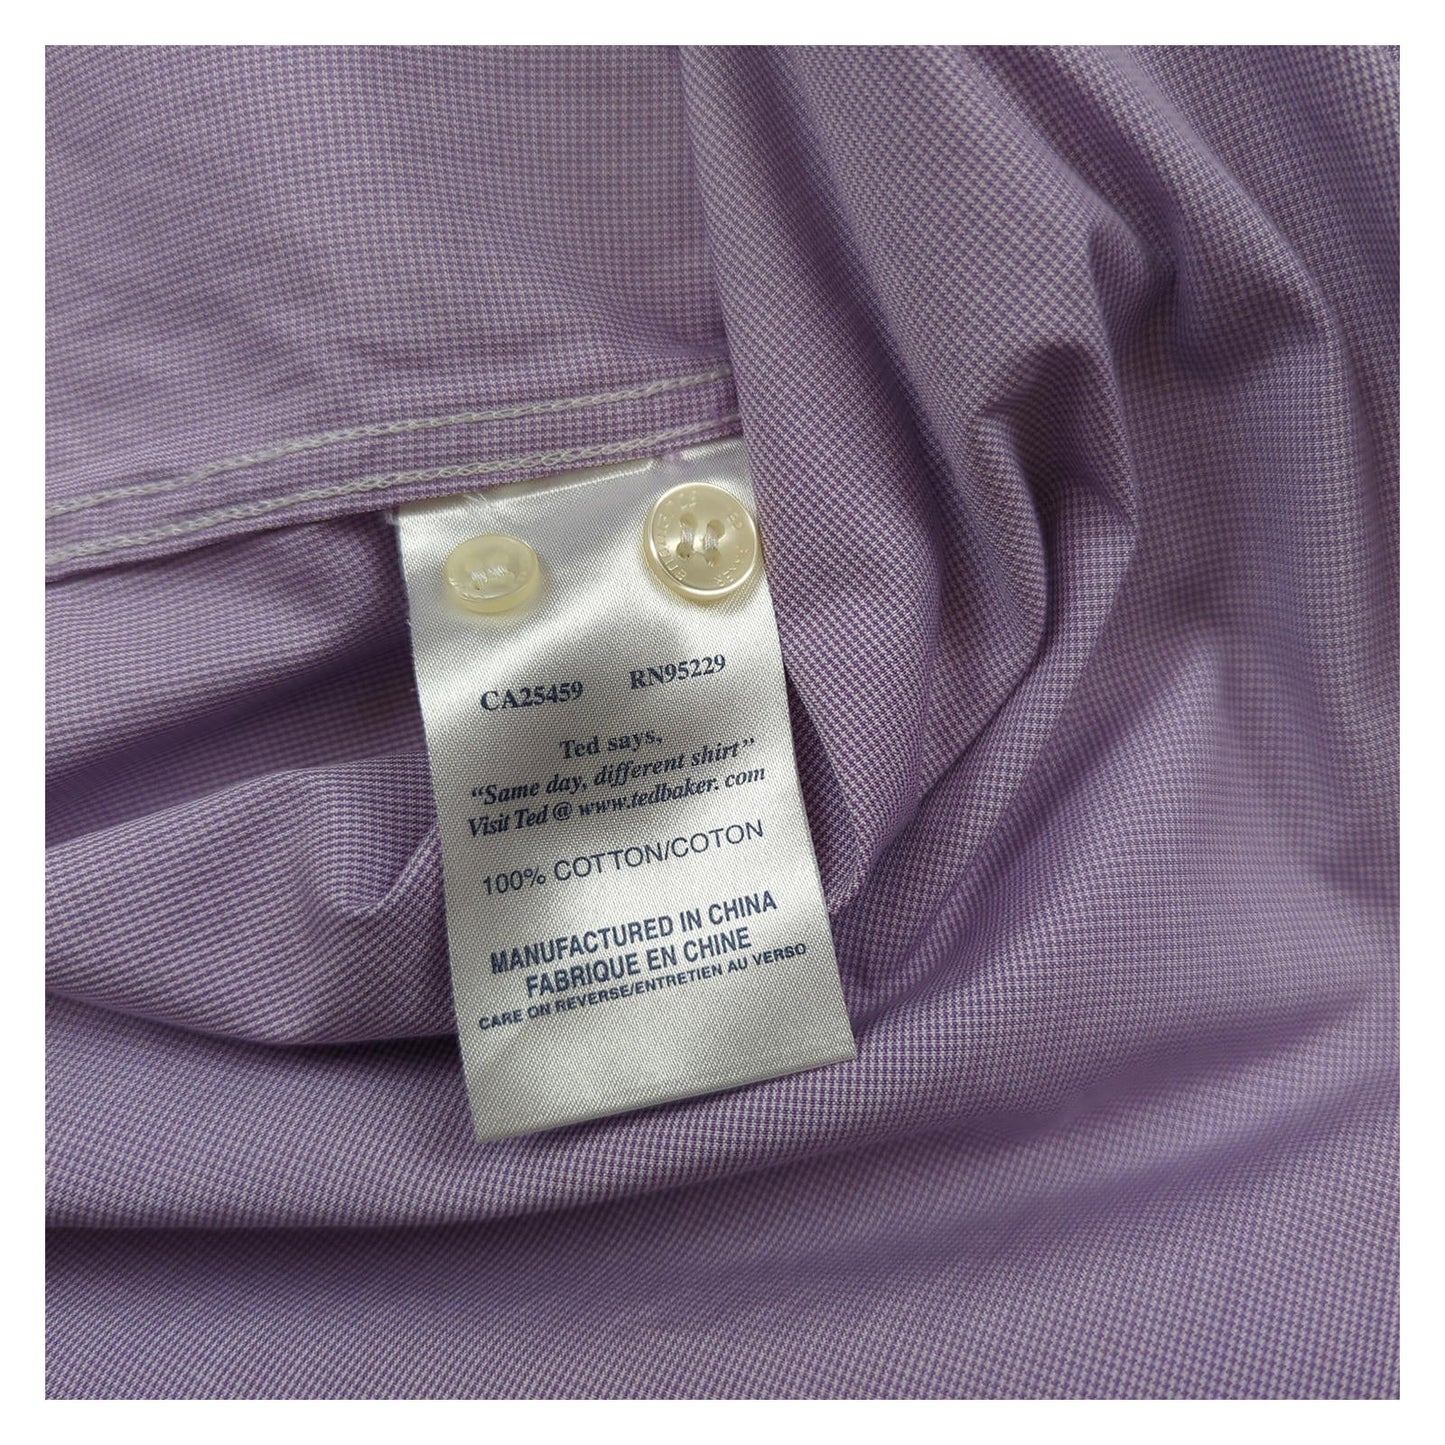 CA25459 RN95229
Ted says,
“Same day, different shirt”
Visit Ted @ www.tedbaker. com
100% COTTON/COTON
MANUFACTURED IN CHINA
FABRIQUE EN CHINE
CARE ON REVERSE/ENTRETIEN AU VERSO